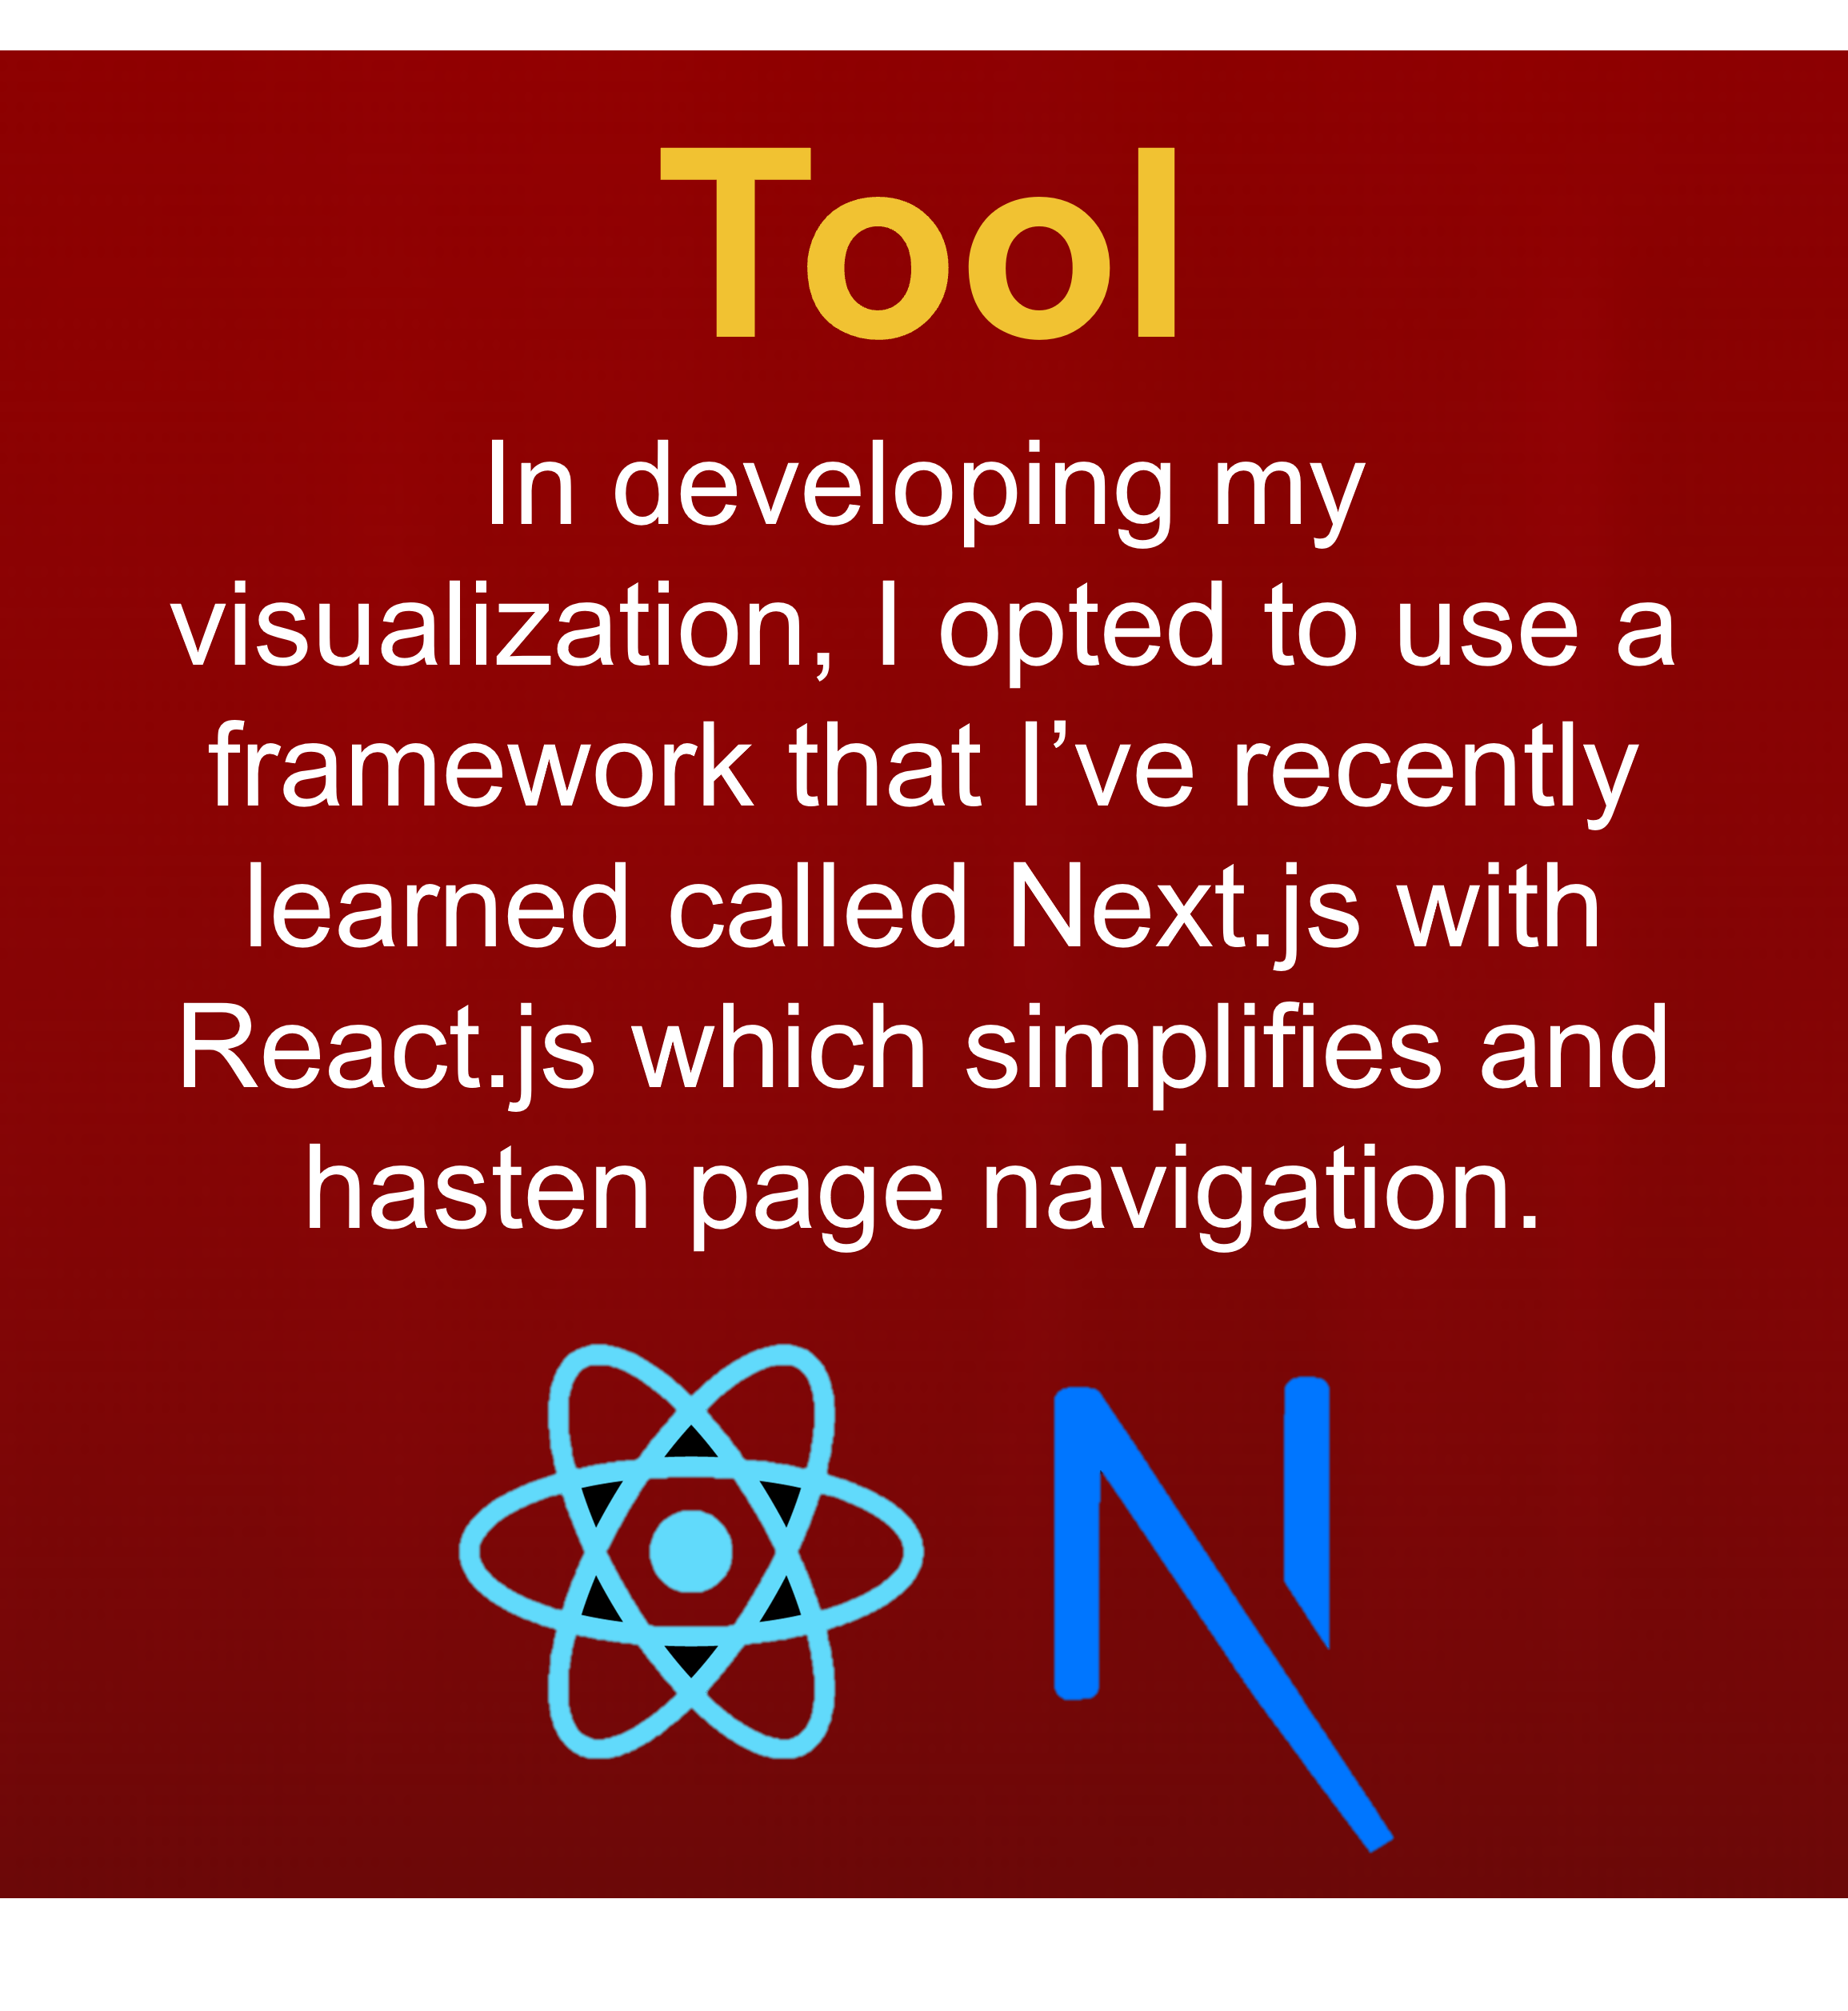 Tool
In developing my
visualization, I opted to use a
framework that I’ve recently
learned called Next.js with
React.js which simplifies and
hasten page navigation.
N